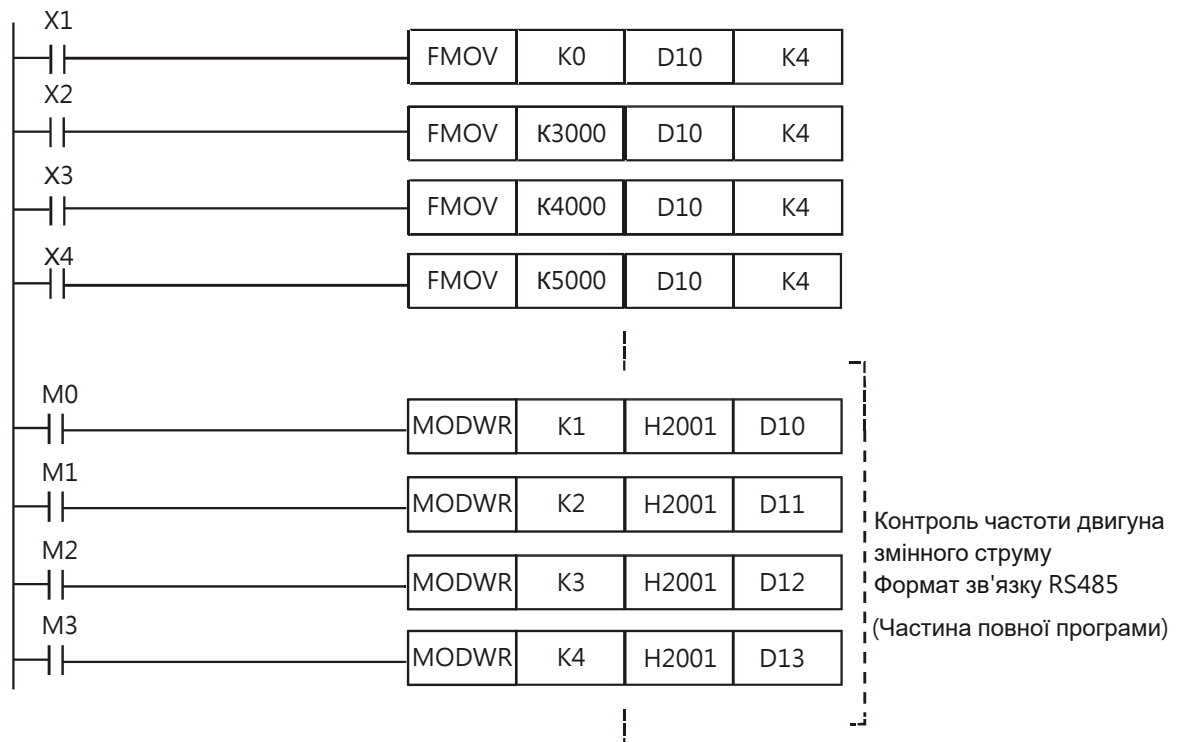 X1
FMOV K0 D10 K4
X2
FMOV K3000 D10 K4
X3
FMOV K4000 D10 K4
X4
FMOV K5000 D10 K4
M0
MODWR K1 H2001 D10
M1
MODWR K2 H2001 D11
M2
MODWR K3 H2001 D12
M3
MODWR K4 H2001 D13
Контроль частоти двигуна
змінного струму
Формат зв'язку RS485
(Частина повної програми)